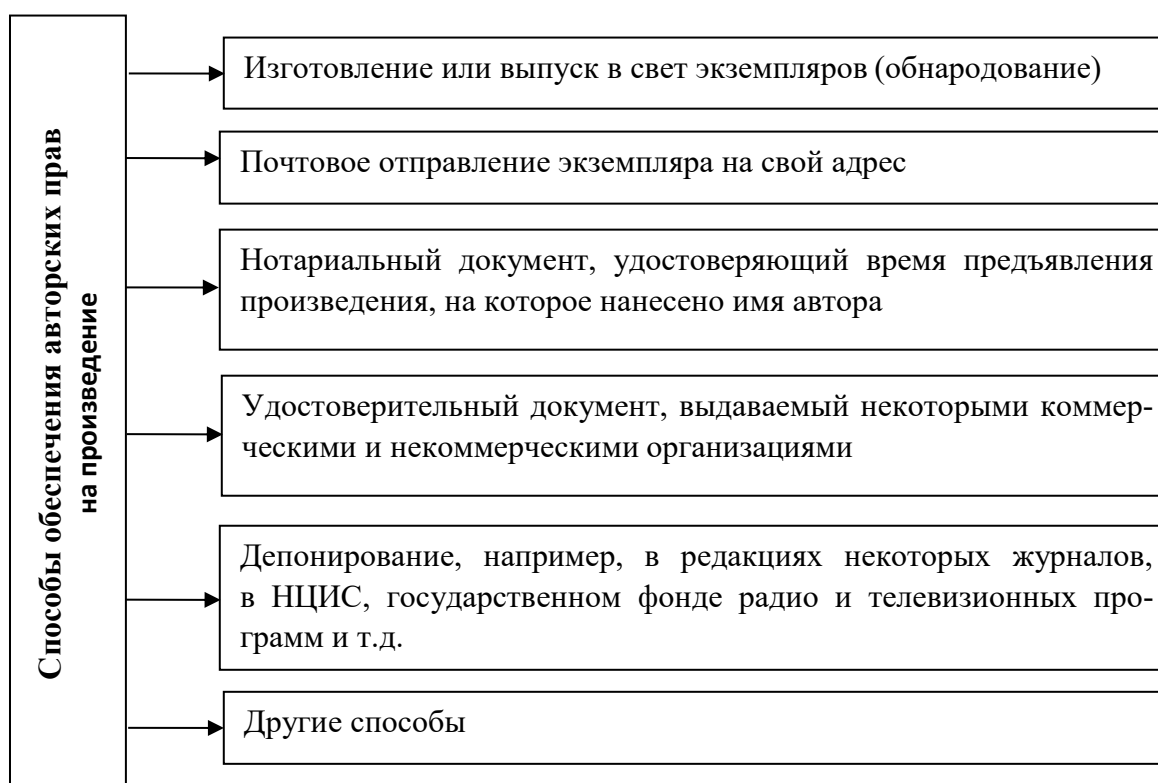 Способы обеспечения авторских прав
на произведение
Изготовление или выпуск в свет экземпляров (обнародование)
Почтовое отправление экземпляра на свой адрес
Нотариальный документ, удостоверяющий время предъявления
произведения, на которое нанесено имя автора
Удостоверительный документ, выдаваемый некоторыми коммер-
ческими и некоммерческими организациями
Депонирование, например, в редакциях некоторых журналов,
в НЦИС, государственном фонде радио и телевизионных про-
грамм и т.д.
Другие способы